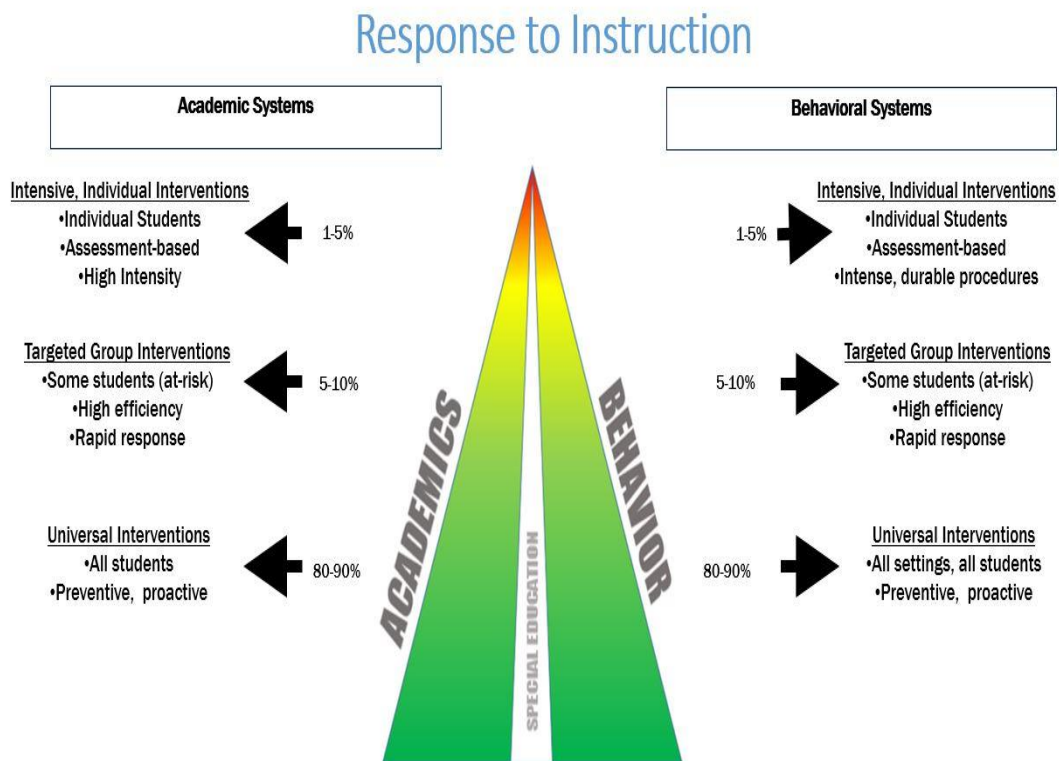 Response to Instruction
Academic Systems
Intensive, Individual Interventions
•Individual Students
•Assessment-based
•High Intensity
1-5%
Targeted Group Interventions
•Some students (at-risk)
•High efficiency
•Rapid response
5-10%
Universal Interventions
•All students
•Preventive, proactive
80-90%
ACADEMICS
SPECIAL EDUCATION
BEHAVIOR
Behavioral Systems
1-5%
Intensive, Individual Interventions
•Individual Students
•Assessment-based
•Intense, durable procedures
5-10%
Targeted Group Interventions
•Some students (at-risk)
•High efficiency
•Rapid response
80-90%
Universal Interventions
•All settings, all students
•Preventive, proactive